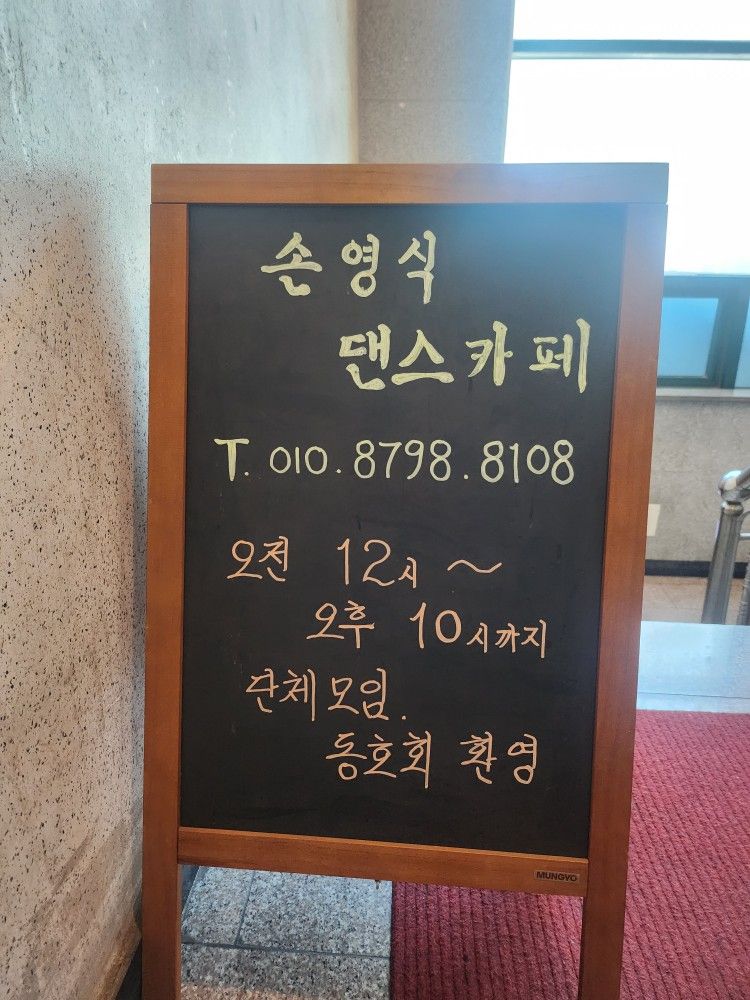 손영식
댄스카페
T. 010.8798.8108
오전 12시 ~
오후 10시까지
단체모임.
동호회 환영
MUNGYO